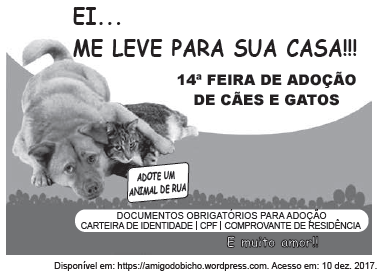 EI...
ME LEVE PARA SUA CASA!!!
14ª FEIRA DE ADOÇÃO
DE CÃES E GATOS
ADOTE UM
ANIMAL DE RUA
DOCUMENTOS OBRIGATÓRIOS PARA ADOÇÃO
CARTEIRA DE IDENTIDADE | CPF | COMPROVANTE DE RESIDÊNCIA
E muito amor!!
Disponível em: https://amigodobicho.wordpress.com. Acesso em: 10 dez. 2017.